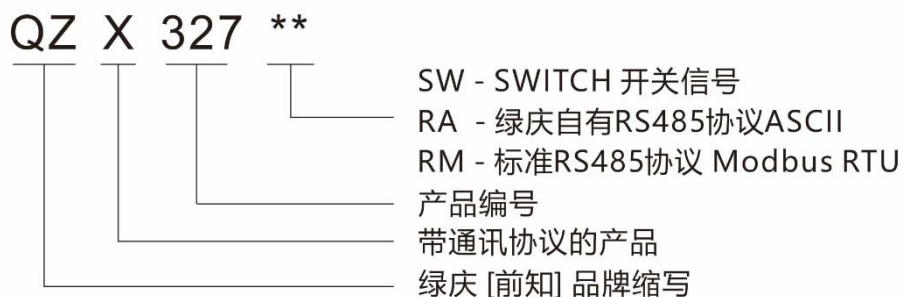 QZ X 327 **
SW - SWITCH 开关信号
RA - 绿庆自有RS485协议ASCII
RM - 标准RS485协议 Modbus RTU
产品编号
带通讯协议的产品
绿庆 [前知] 品牌缩写